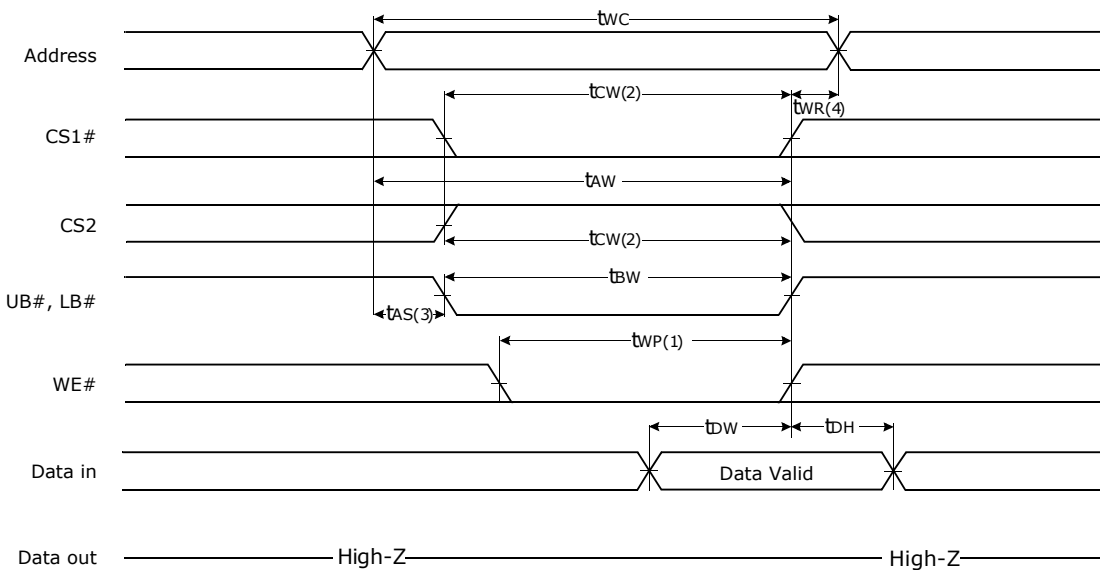 tWC
Address
tCW(2)
tWR(4)
CS1#
tAW
CS2
tCW(2)
tBW
UB#, LB#
tAS(3)
tWP(1)
WE#
tDW
tDH
Data in
Data Valid
Data out
High-Z
High-Z